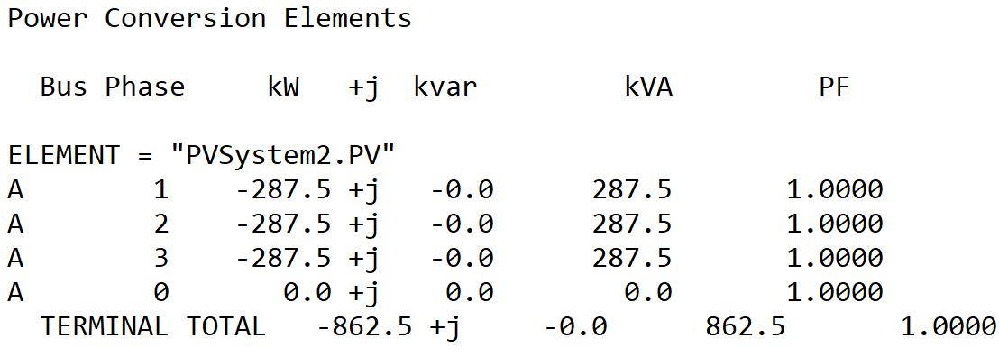 Power Conversion Elements
Bus Phase kW +j kvar kVA PF
ELEMENT = "PVSystem2.PV"
A 1 -287.5 +j -0.0 287.5 1.0000
A 2 -287.5 +j -0.0 287.5 1.0000
A 3 -287.5 +j -0.0 287.5 1.0000
A 0 0.0 +j 0.0 0.0 1.0000
TERMINAL TOTAL -862.5 +j -0.0 862.5 1.0000